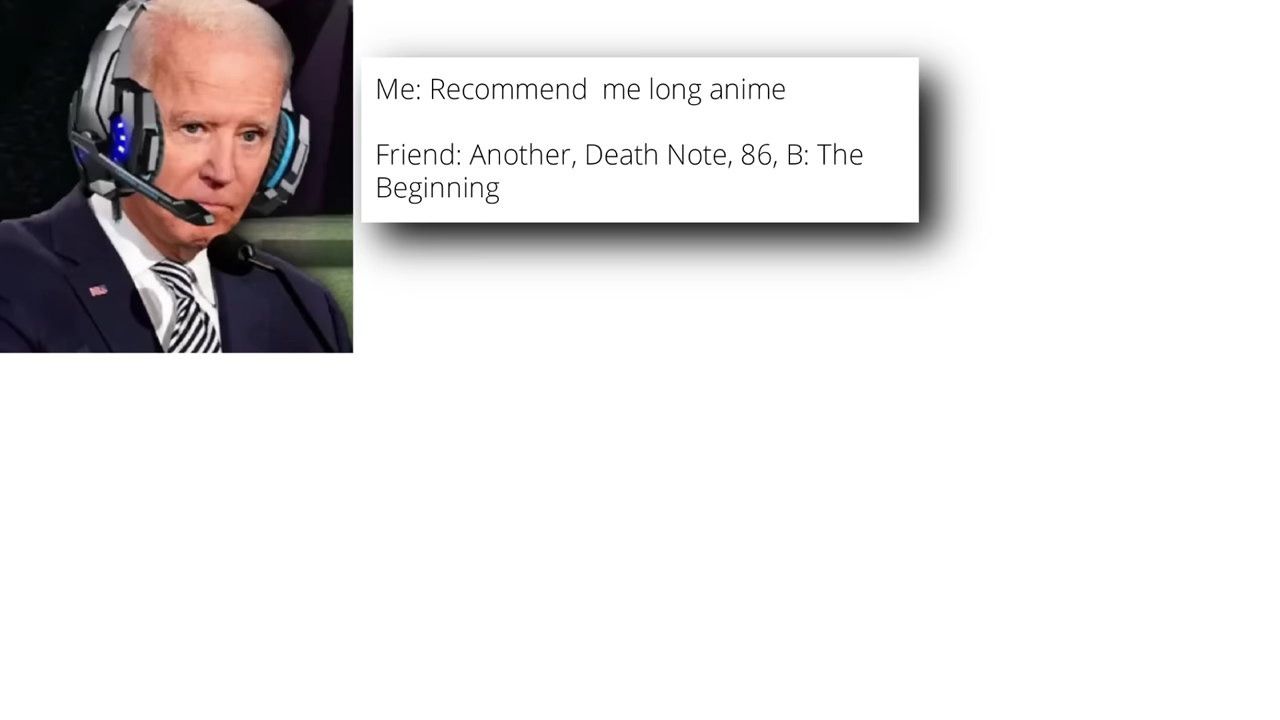 Me: Recommend  me long anime
Friend: Another, Death Note, 86, B: The
Beginning